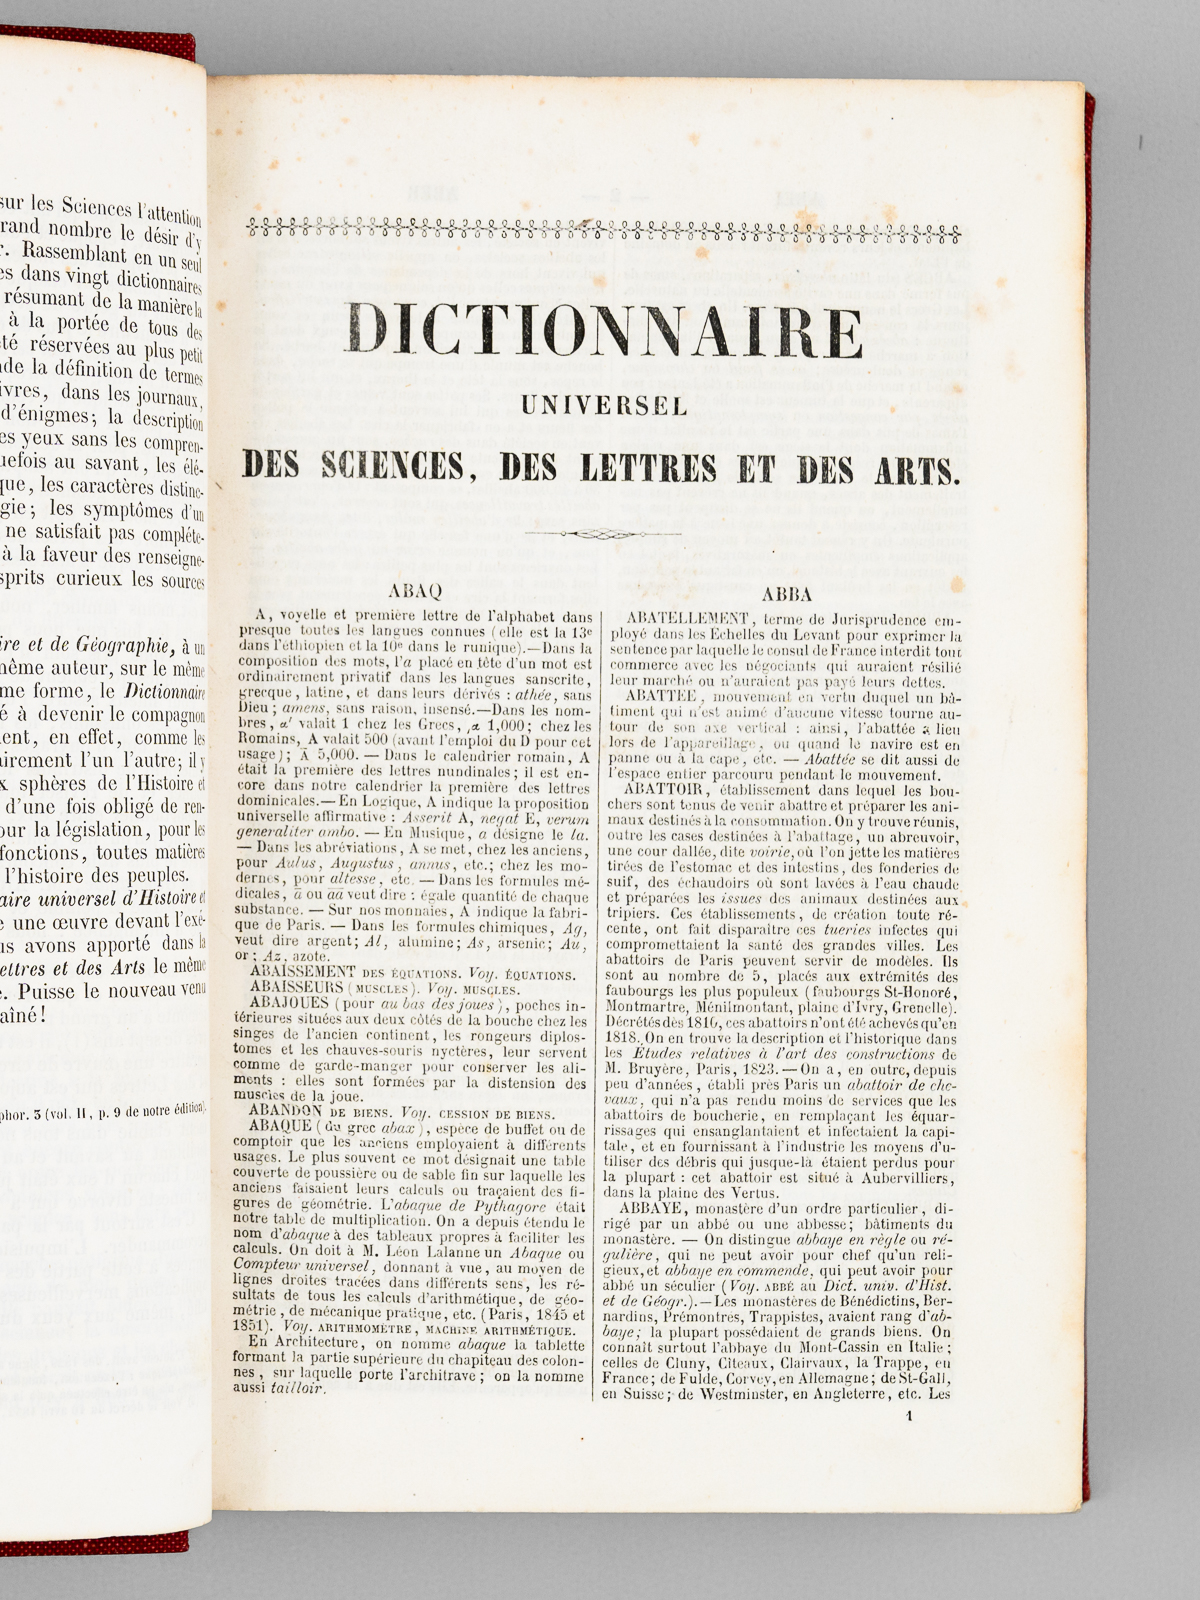 sur les Sciences l'attention
rand nombre le désir d'y
r. Rassemblant en un seul
es dans vingt dictionnaires
résumant de la manière la
à la portée de tous des
té réservées au plus petit
de la définition de termes
ivres, dans les journaux,
d'énigmes; la description
es yeux sans les compren-
uefois au savant, les élé-
que, les caractères distinc-
gie; les symptômes d'un
ne satisfait pas complète-
à la faveur des renseigne-
sprits curieux les sources
ire et de Géographie, à un
même auteur, sur le même
me forme, le Dictionnaire
é à devenir le compagnon
ent, en effet, comme les
airement l'un l'autre; il y
x sphères de l'Histoire et
d'une fois obligé de ren-
our la législation, pour les
fonctions, toutes matières
l'histoire des peuples.
aire universel d'Histoire et
e une œuvre devant l'exé-
us avons apporté dans la
ettres et des Arts le même
e. Puisse le nouveau venu
aîné!
phor. 3 (vol. II, p. 9 de notre édition).
DICTIONNAIRE
UNIVERSEL
DES SCIENCES, DES LETTRES ET DES ARTS.
ABAQ
A, voyelle et première lettre de l'alphabet dans
presque toutes les langues connues (elle est la 13e
dans l'éthiopien et la 10e dans le runique).—Dans la
composition des mots, l'a placé en tête d'un mot est
ordinairement privatif dans les langues sanscrite,
grecque, latine, et dans leurs dérivés : athée, sans
Dieu; amens, sans raison, insensé.—Dans les nom-
bres, α' valait 1 chez les Grecs, ,α 1,000; chez les
Romains, A valait 500 (avant l'emploi du D pour cet
usage); Ā 5,000. — Dans le calendrier romain, A
était la première des lettres nundinales; il est en-
core dans notre calendrier la première des lettres
dominicales.—En Logique, A indique la proposition
universelle affirmative : Asserit A, negat E, verum
generaliter ambo. — En Musique, a désigne le la.
— Dans les abréviations, A se met, chez les anciens,
pour Aulus, Augustus, annus, etc.; chez les mo-
dernes, pour altesse, etc. — Dans les formules mé-
dicales, ā ou āā veut dire : égale quantité de chaque
substance. — Sur nos monnaies, A indique la fabri-
que de Paris. — Dans les formules chimiques, Ag,
veut dire argent; Al, alumine; As, arsenic; Au,
or; Az, azote.
ABAISSEMENT DES ÉQUATIONS. Voy. ÉQUATIONS.
ABAISSEURS (MUSCLES). Voy. MUSCLES.
ABAJOUES (pour au bas des joues), poches in-
térieures situées aux deux côtés de la bouche chez les
singes de l'ancien continent, les rongeurs diplos-
tomes et les chauves-souris nyctères, leur servent
comme de garde-manger pour conserver les ali-
ments : elles sont formées par la distension des
muscles de la joue.
ABANDON DE BIENS. Voy. CESSION DE BIENS.
ABAQUE (du grec abax), espèce de buffet ou de
comptoir que les anciens employaient à différents
usages. Le plus souvent ce mot désignait une table
couverte de poussière ou de sable fin sur laquelle les
anciens faisaient leurs calculs ou traçaient des fi-
gures de géométrie. L'abaque de Pythagore était
notre table de multiplication. On a depuis étendu le
nom d'abaque à des tableaux propres à faciliter les
calculs. On doit à M. Léon Lalanne un Abaque ou
Compteur universel, donnant à vue, au moyen de
lignes droites tracées dans différents sens, les ré-
sultats de tous les calculs d'arithmétique, de géo-
métrie, de mécanique pratique, etc. (Paris, 1845 et
1851). Voy. ARITHMOMÈTRE, MACHINE ARITHMÉTIQUE.
En Architecture, on nomme abaque la tablette
formant la partie supérieure du chapiteau des colon-
nes, sur laquelle porte l'architrave; on la nomme
aussi tailloir.
ABBA
ABATELLEMENT, terme de Jurisprudence em-
ployé dans les Échelles du Levant pour exprimer la
sentence par laquelle le consul de France interdit tout
commerce avec les négociants qui auraient résilié
leur marché ou n'auraient pas payé leurs dettes.
ABATTÉE, mouvement en vertu duquel un bâ-
timent qui n'est animé d'aucune vitesse tourne au-
tour de son axe vertical : ainsi, l'abattée a lieu
lors de l'appareillage, ou quand le navire est en
panne ou à la cape, etc. — Abattée se dit aussi de
l'espace entier parcouru pendant le mouvement.
ABATTOIR, établissement dans lequel les bou-
chers sont tenus de venir abattre et préparer les ani-
maux destinés à la consommation. On y trouve réunis,
outre les cases destinées à l'abattage, un abreuvoir,
une cour dallée, dite voirie, où l'on jette les matières
tirées de l'estomac et des intestins, des fonderies de
suif, des échaudoirs où sont lavées à l'eau chaude
et préparées les issues des animaux destinées aux
tripiers. Ces établissements, de création toute ré-
cente, ont fait disparaître ces tueries infectes qui
compromettaient la santé des grandes villes. Les
abattoirs de Paris peuvent servir de modèles. Ils
sont au nombre de 5, placés aux extrémités des
faubourgs les plus populeux (faubourgs St-Honoré,
Montmartre, Ménilmontant, plaine d'Ivry, Grenelle).
Décrétés dès 1810, ces abattoirs n'ont été achevés qu'en
1818. On en trouve la description et l'historique dans
les Études relatives à l'art des constructions de
M. Bruyère, Paris, 1823.—On a, en outre, depuis
peu d'années, établi près Paris un abattoir de che-
vaux, qui n'a pas rendu moins de services que les
abattoirs de boucherie, en remplaçant les équar-
rissages qui ensanglantaient et infectaient la capi-
tale, et en fournissant à l'industrie les moyens d'u-
tiliser des débris qui jusque-là étaient perdus pour
la plupart : cet abattoir est situé à Aubervilliers,
dans la plaine des Vertus.
ABBAYE, monastère d'un ordre particulier, di-
rigé par un abbé ou une abbesse; bâtiments du
monastère. — On distingue abbaye en règle ou ré-
gulière, qui ne peut avoir pour chef qu'un reli-
gieux, et abbaye en commende, qui peut avoir pour
abbé un séculier (Voy. ABBÉ au Dict. univ. d'Hist.
et de Géogr.).—Les monastères de Bénédictins, Ber-
nardins, Prémontrés, Trappistes, avaient rang d'ab-
baye; la plupart possédaient de grands biens. On
connaît surtout l'abbaye du Mont-Cassin en Italie;
celles de Cluny, Cîteaux, Clairvaux, la Trappe, en
France; de Fulde, Corvey, en Allemagne; de St-Gall,
en Suisse; de Westminster, en Angleterre, etc. Les
1